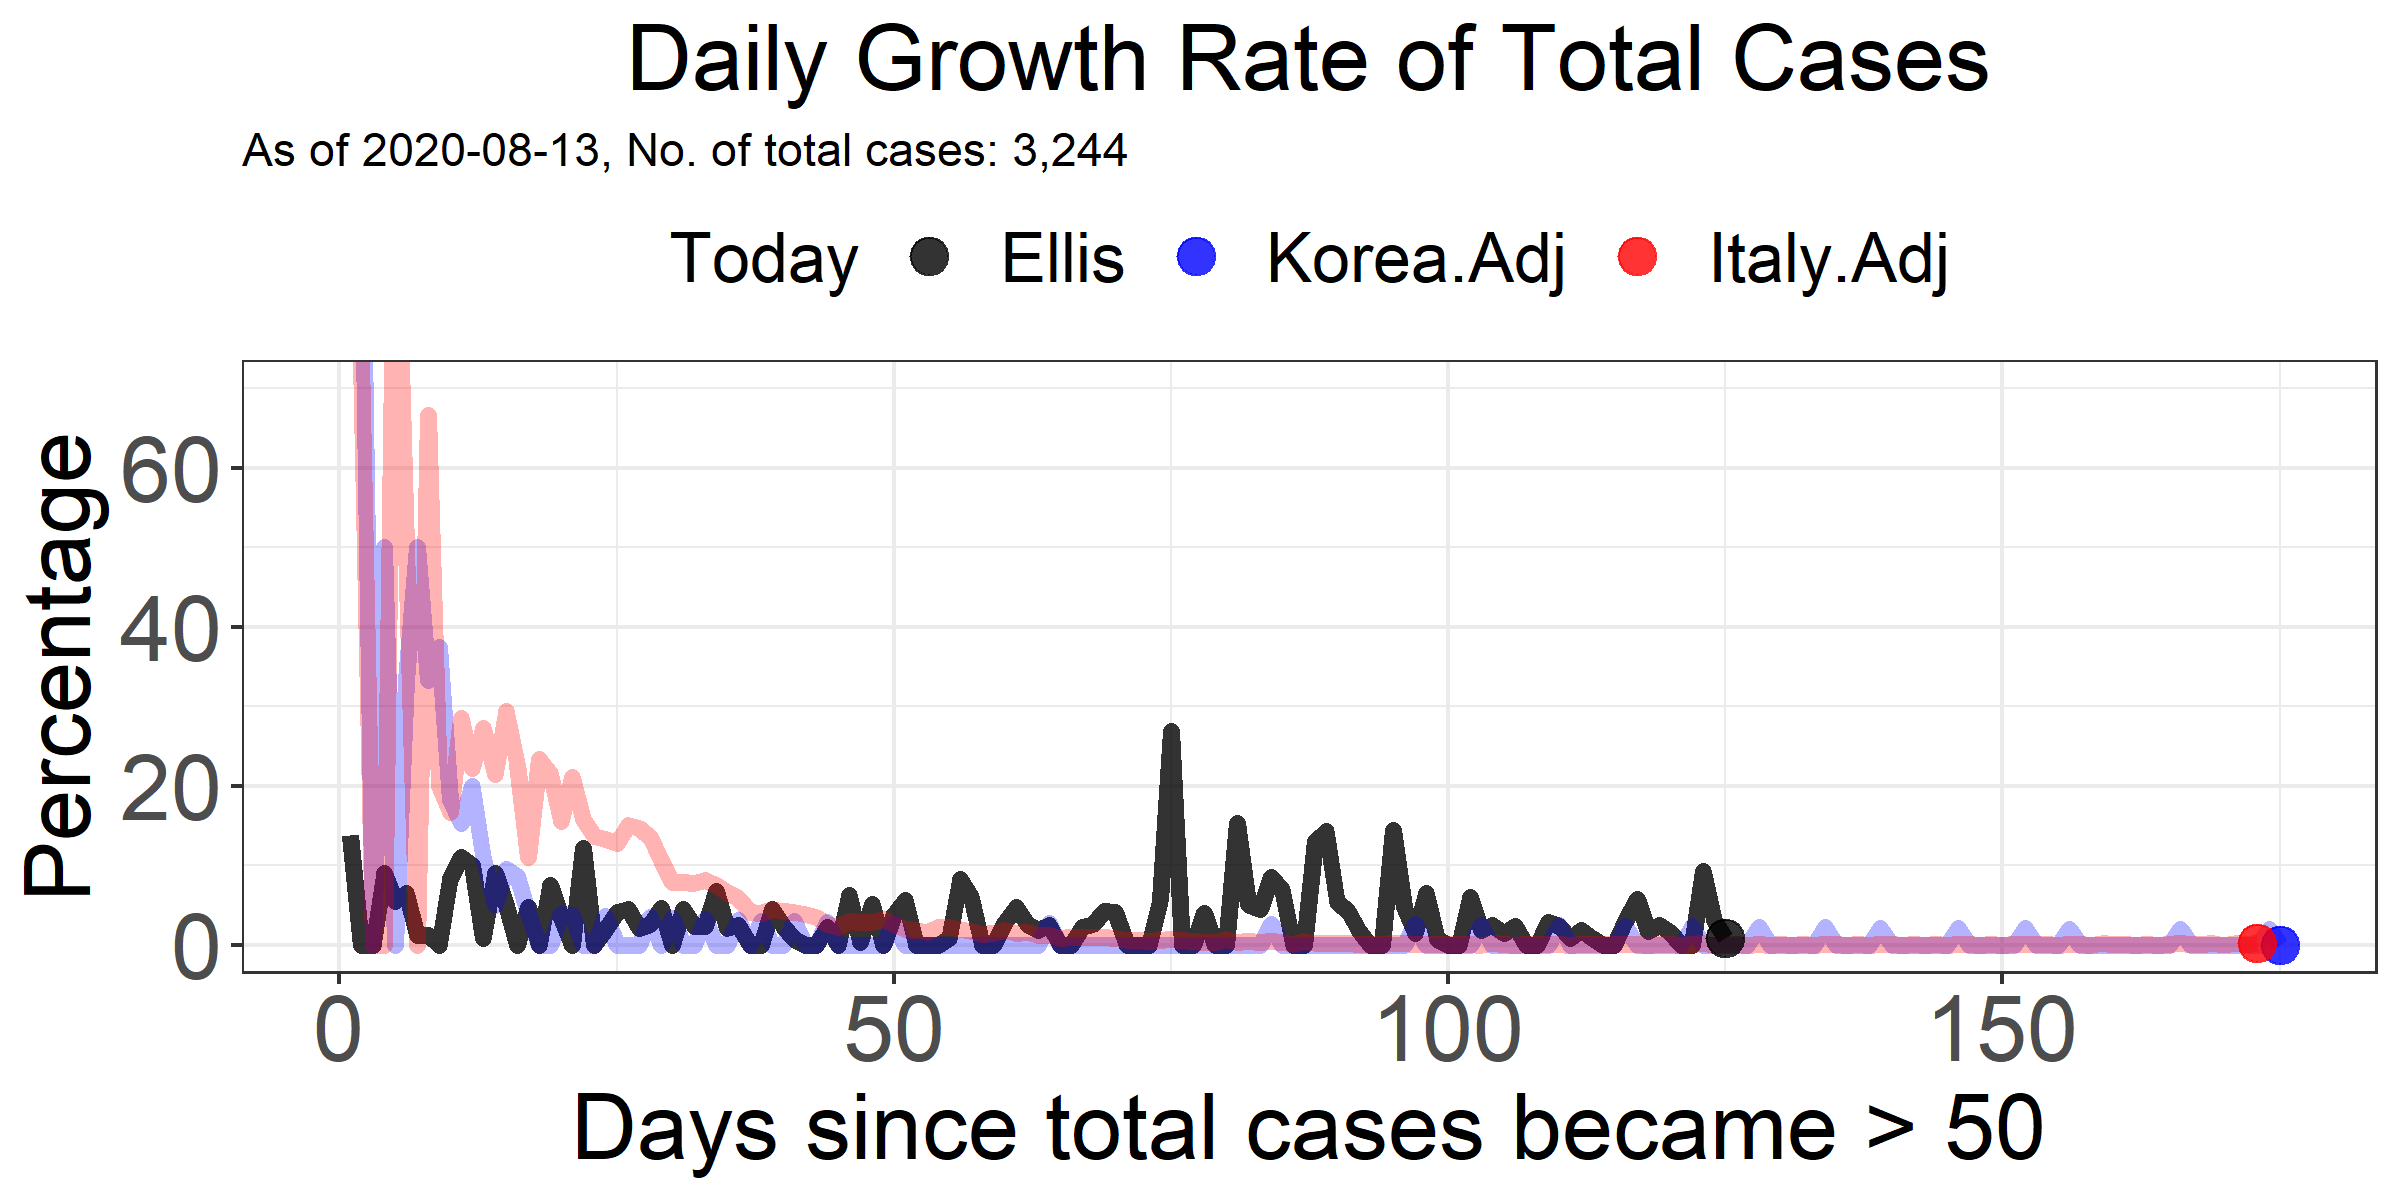 Daily Growth Rate of Total Cases
As of 2020-08-13, No. of total cases: 3,244
Today Ellis Korea.Adj Italy.Adj
Percentage
60
40
20
0
0 50 100 150
Days since total cases became > 50